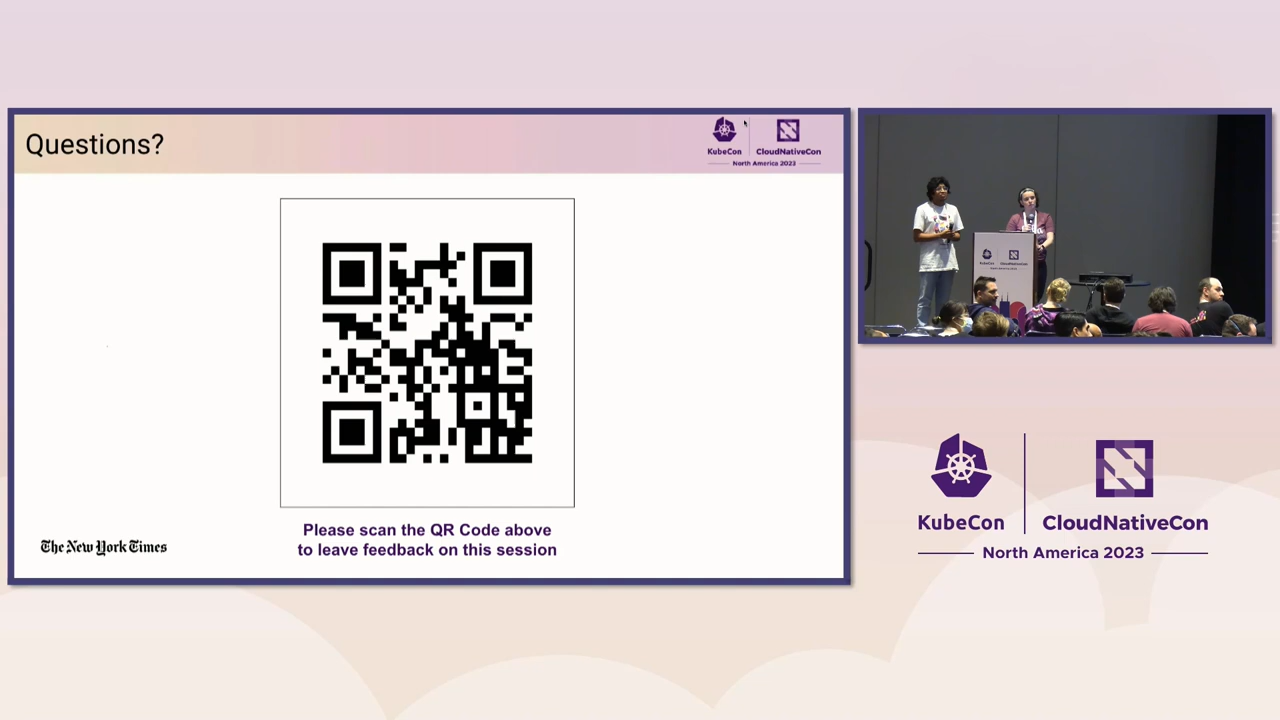 Questions?
KubeCon
CloudNativeCon
North America 2023
Please scan the QR Code above
to leave feedback on this session
The New York Times
KubeCon
CloudNativeCon
North America 2023